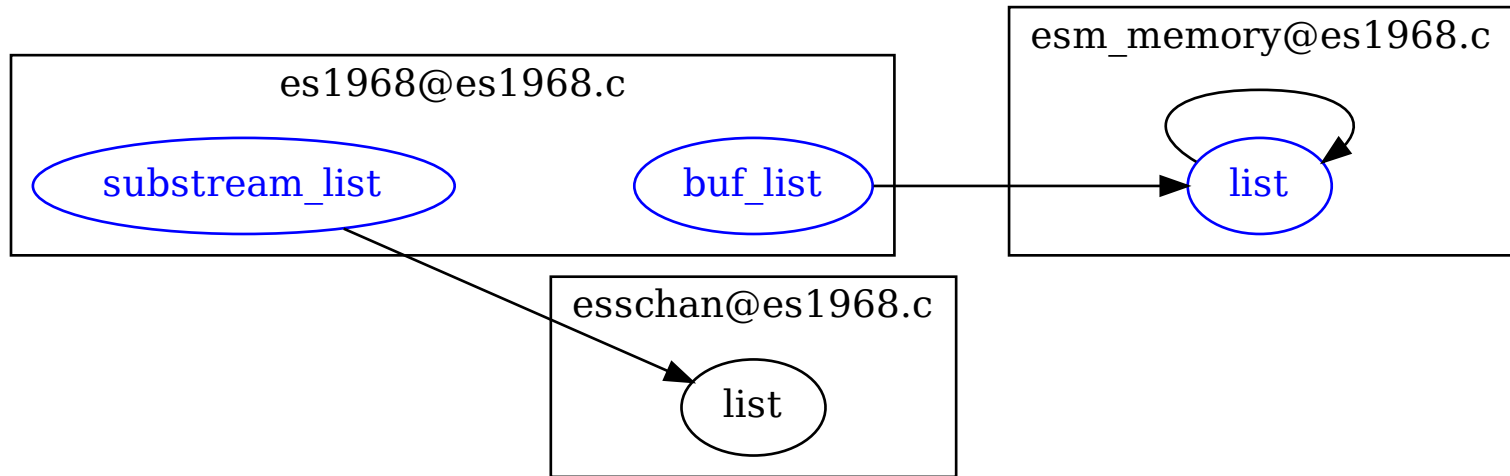 esm_memory@es1968.c
es1968@es1968.c
substream_list
buf_list
list
esschan@es1968.c
list